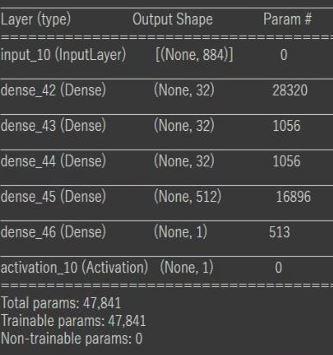 Layer (type) Output Shape Param #
=================================================================
input_10 (InputLayer) [(None, 884)] 0
dense_42 (Dense) (None, 32) 28320
dense_43 (Dense) (None, 32) 1056
dense_44 (Dense) (None, 32) 1056
dense_45 (Dense) (None, 512) 16896
dense_46 (Dense) (None, 1) 513
activation_10 (Activation) (None, 1) 0
=================================================================
Total params: 47,841
Trainable params: 47,841
Non-trainable params: 0